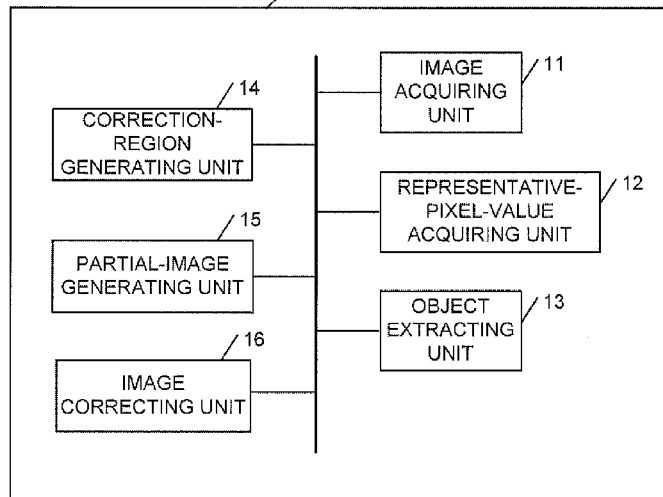 14
CORRECTION-
REGION
GENERATING UNIT
15
PARTIAL-IMAGE
GENERATING UNIT
16
IMAGE
CORRECTING UNIT
11
IMAGE
ACQUIRING
UNIT
12
REPRESENTATIVE-
PIXEL-VALUE
ACQUIRING UNIT
13
OBJECT
EXTRACTING
UNIT